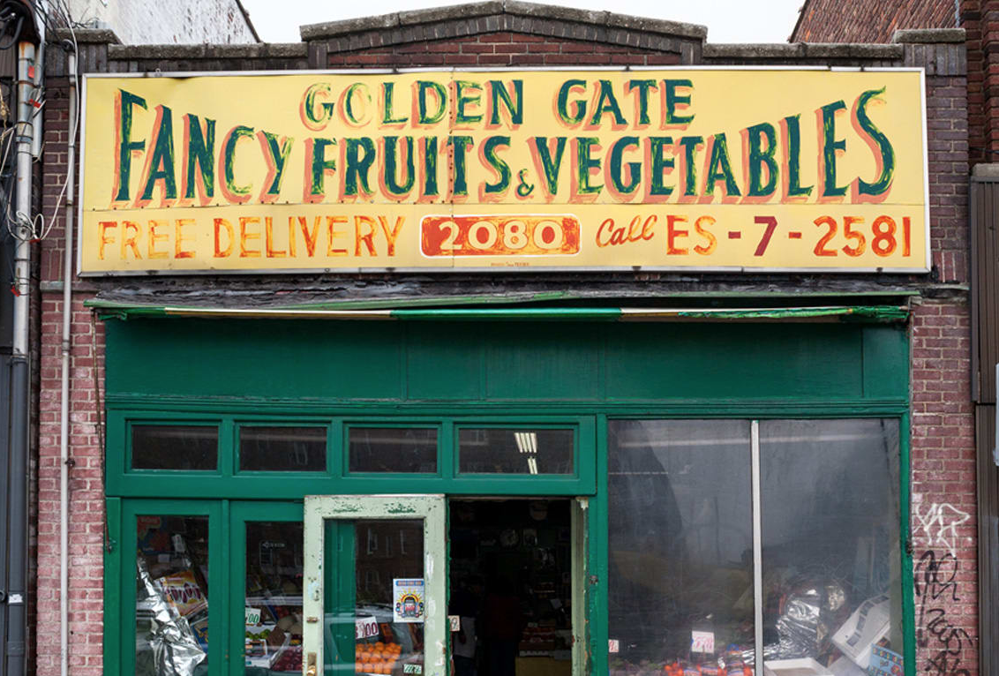 GOLDEN GATE
FANCY FRUITS & VEGETABLES
FREE DELIVERY 2080 Call ES-7-2581